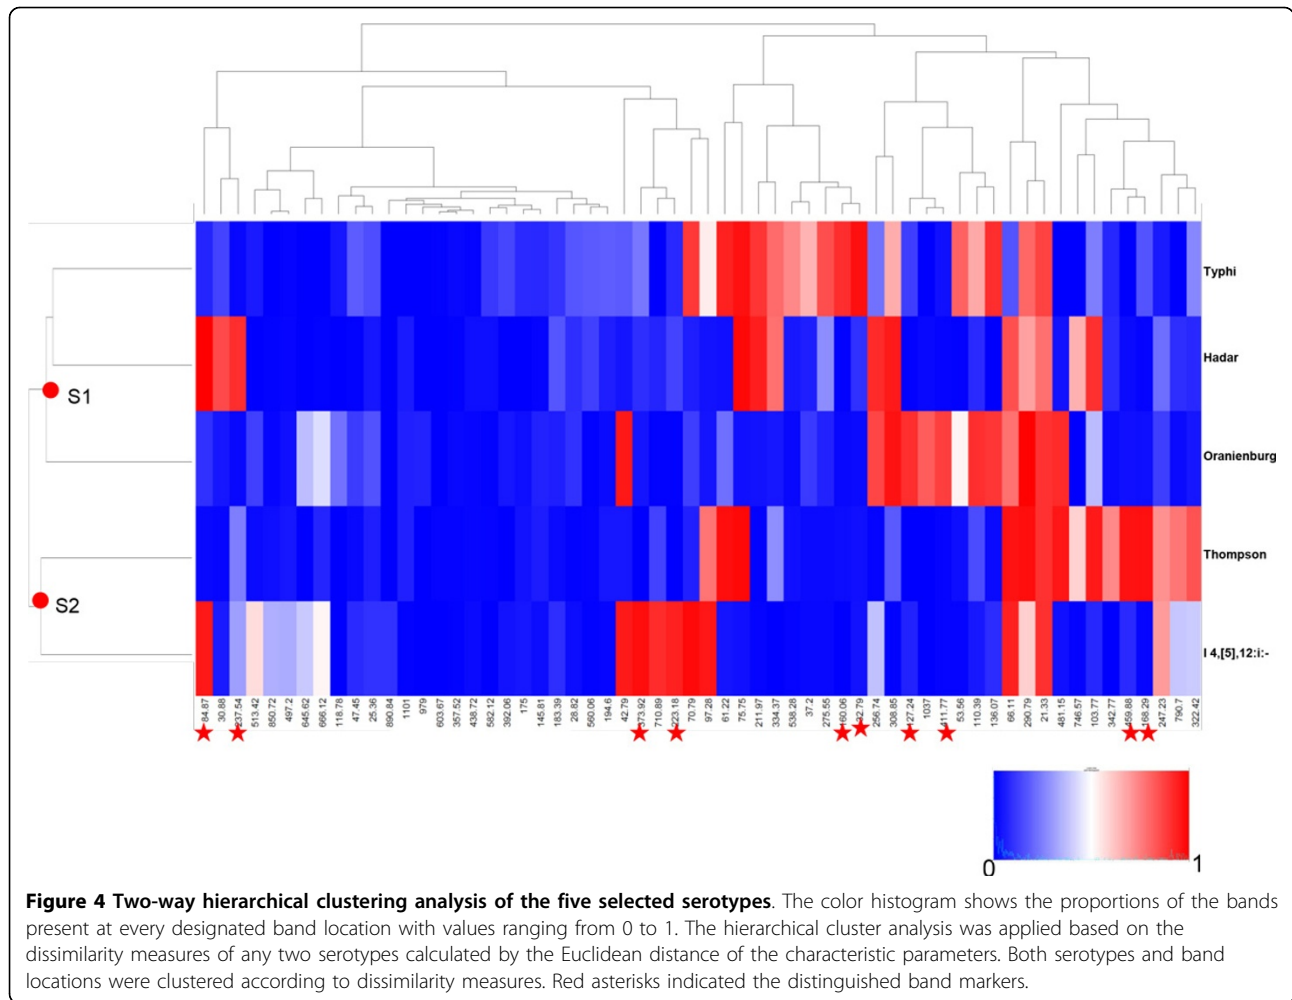 Typhi
Hadar
S1
Oranienburg
Thompson
S2
I 4,[5],12:i:-
84.87 30.88 237.54 513.42 850.72 497.2 645.62 666.12 118.78 47.45 25.36 890.84 1101 979 603.67 357.52 438.72 582.12 392.06 175 145.81 183.39 28.82 560.06 194.6 42.79 373.92 710.89 223.18 70.79 97.28 61.22 75.75 211.97 334.37 538.28 37.2 275.55 160.06 32.79 256.74 308.85 127.24 1037 411.77 53.56 110.39 136.07 66.11 290.79 21.33 481.15 746.57 103.77 342.77 459.88 168.29 247.23 790.7 322.42
0 1
Figure 4 Two-way hierarchical clustering analysis of the five selected serotypes. The color histogram shows the proportions of the bands
present at every designated band location with values ranging from 0 to 1. The hierarchical cluster analysis was applied based on the
dissimilarity measures of any two serotypes calculated by the Euclidean distance of the characteristic parameters. Both serotypes and band
locations were clustered according to dissimilarity measures. Red asterisks indicated the distinguished band markers.